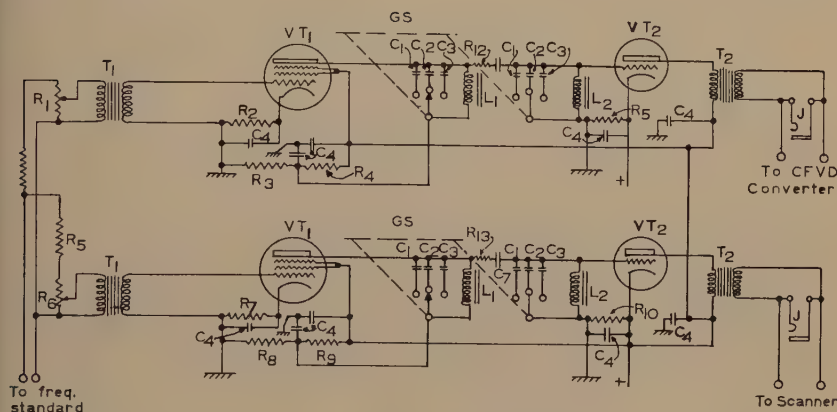 GS
VT1
C1 C2 C3
R12
C1 C2 C3
VT2
T1
T2
R1
L1
L2
R2
R5
C4
C4
J
C4
C4
R3
R4
To CFVD
Converter
+
R5
VT1
GS
R13
VT2
C1 C2 C3
C1 C2 C3
T1
T2
C7
R6
L1
L2
R7
R10
C4
C4
C4
J
R8
R9
C4
+
To freq.
standard
To Scanner